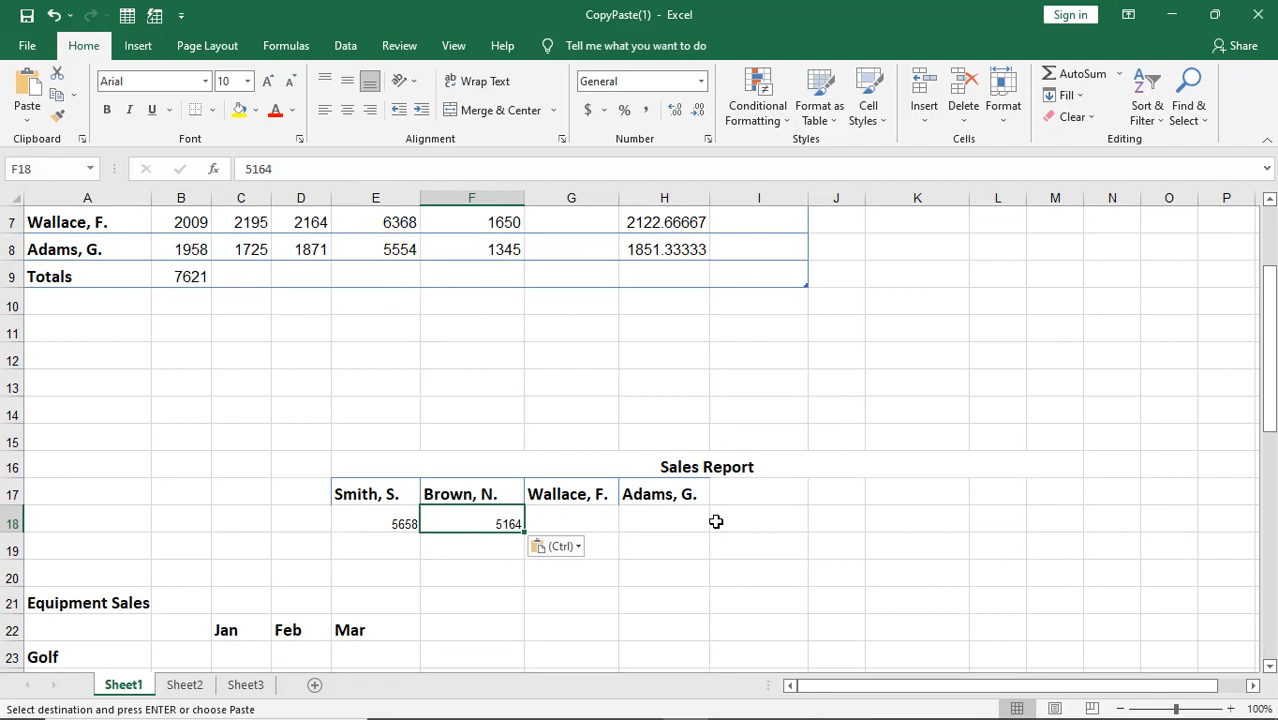 CopyPaste(1) - Excel
Sign in
File Home Insert Page Layout Formulas Data Review View Help Tell me what you want to do Share
Arial 10 Wrap Text General AutoSum
Paste Conditional Formatting Format as Table Cell Styles Insert Delete Format Fill Sort & Filter Find & Select
B I U Merge & Center $ % , Clear
Clipboard Font Alignment Number Styles Cells Editing
F18 fx 5164
A B C D E F G H I J K L M N O P
7 Wallace, F. 2009 2195 2164 6368 1650 2122.66667
8 Adams, G. 1958 1725 1871 5554 1345 1851.33333
9 Totals 7621
10
11
12
13
14
15
16 Sales Report
17 Smith, S. Brown, N. Wallace, F. Adams, G.
18 5658 5164
19 (Ctrl)
20
21 Equipment Sales
22 Jan Feb Mar
23 Golf
Sheet1 Sheet2 Sheet3
Select destination and press ENTER or choose Paste 100%